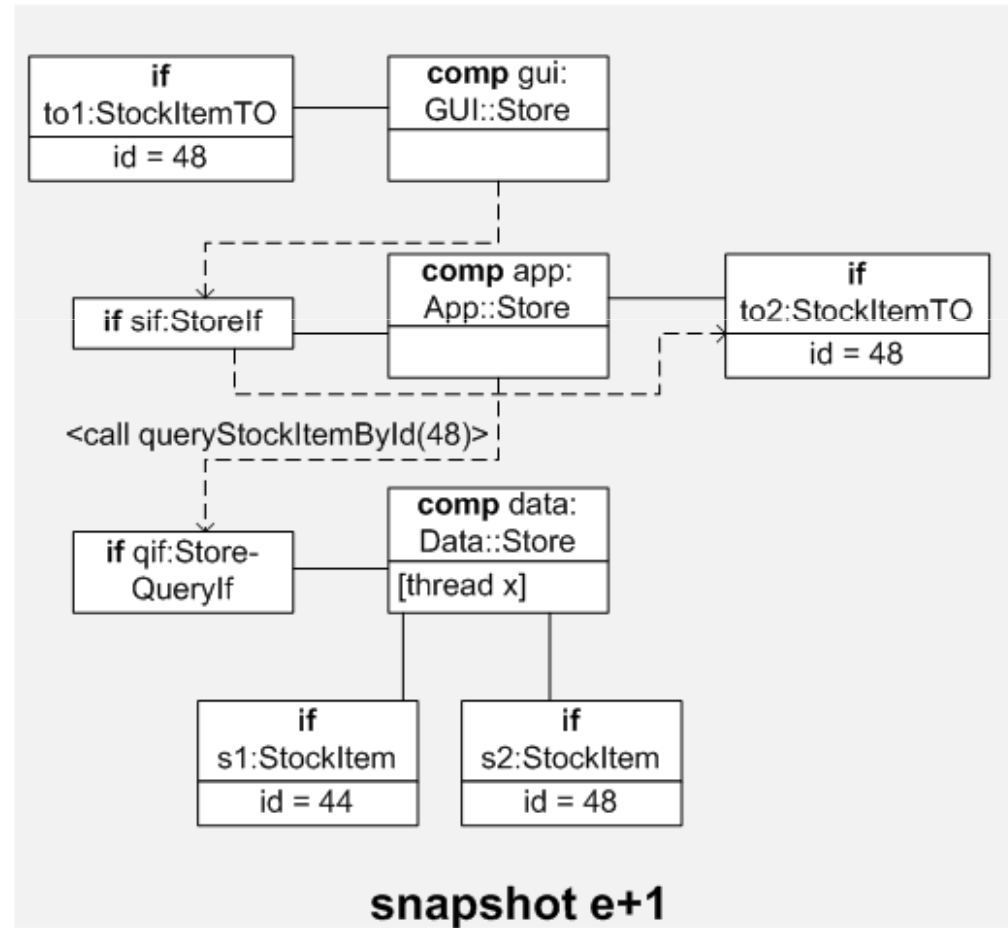 if
to1:StockItemTO
id = 48
comp gui:
GUI::Store
if sif:StoreIf
comp app:
App::Store
if
to2:StockItemTO
id = 48
<call queryStockItemById(48)>
if qif:Store-
QueryIf
comp data:
Data::Store
[thread x]
if
s1:StockItem
id = 44
if
s2:StockItem
id = 48
snapshot e+1